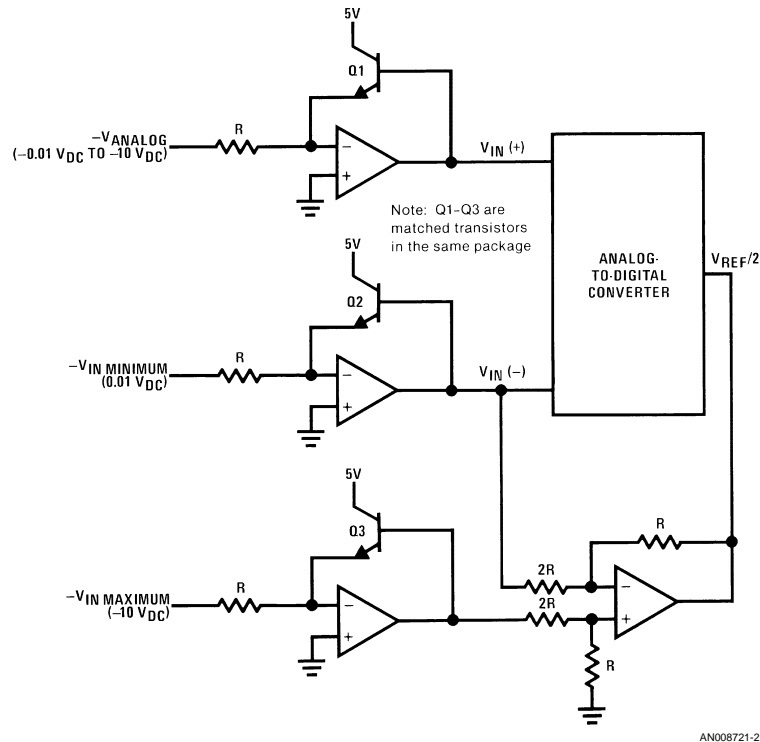 5V
Q1
–VANALOG
(–0.01 VDC TO –10 VDC)
R
–
+
VIN (+)
Note: Q1–Q3 are
matched transistors
in the same package
ANALOG-
TO-DIGITAL
CONVERTER
VREF/2
5V
Q2
–VIN MINIMUM
(0.01 VDC)
R
–
+
VIN (–)
5V
Q3
–VIN MAXIMUM
(–10 VDC)
R
–
+
R
2R
2R
–
+
R
AN008721-2